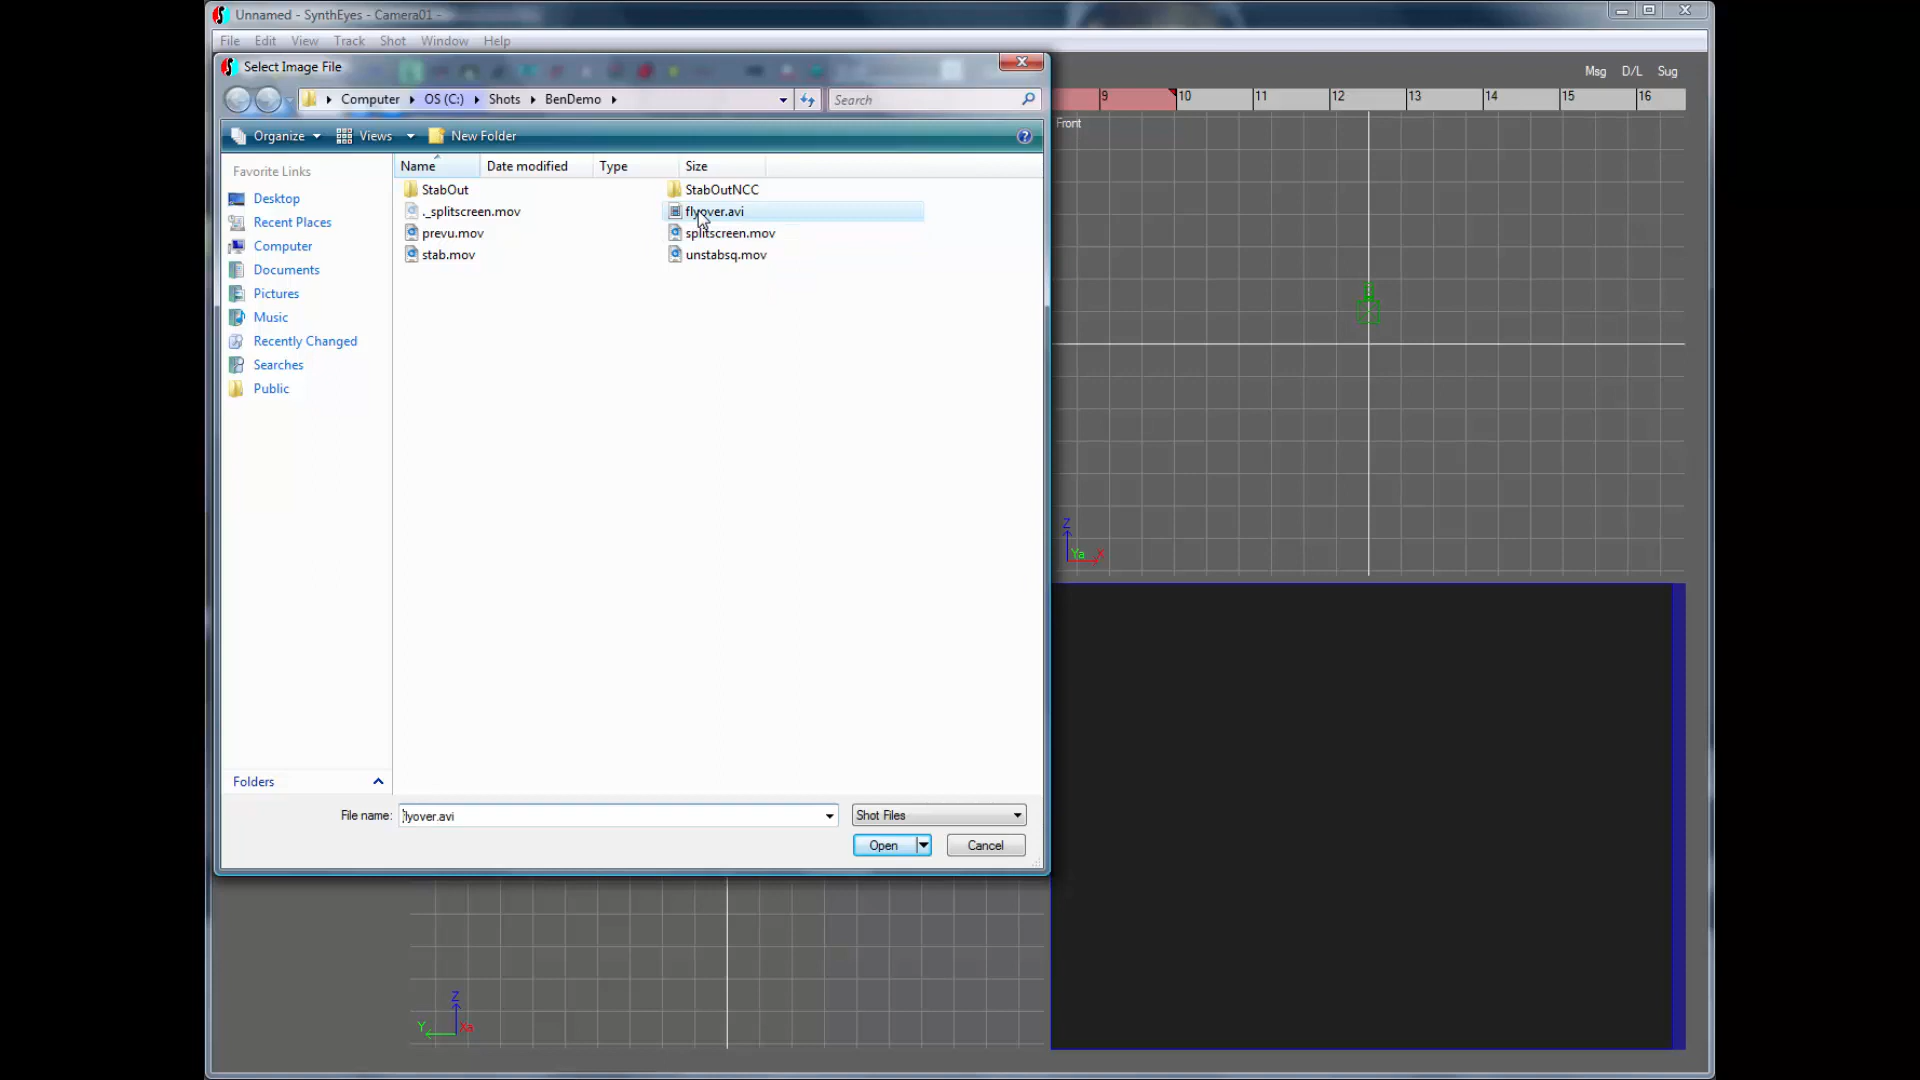 Unnamed - SynthEyes - Camera01 -
File Edit View Track Shot Window Help
Select Image File
Computer OS (C:) Shots BenDemo
Search
Organize Views New Folder
Msg D/L Sug
9 10 11 12 13 14 15 16
Front
Favorite Links
Desktop
Recent Places
Computer
Documents
Pictures
Music
Recently Changed
Searches
Public
Folders
Name Date modified Type Size
StabOut StabOutNCC
._splitscreen.mov flyover.avi
prevu.mov splitscreen.mov
stab.mov unstabsq.mov
Z
Ya X
File name: flyover.avi Shot Files
Open Cancel
Z
Y Xa